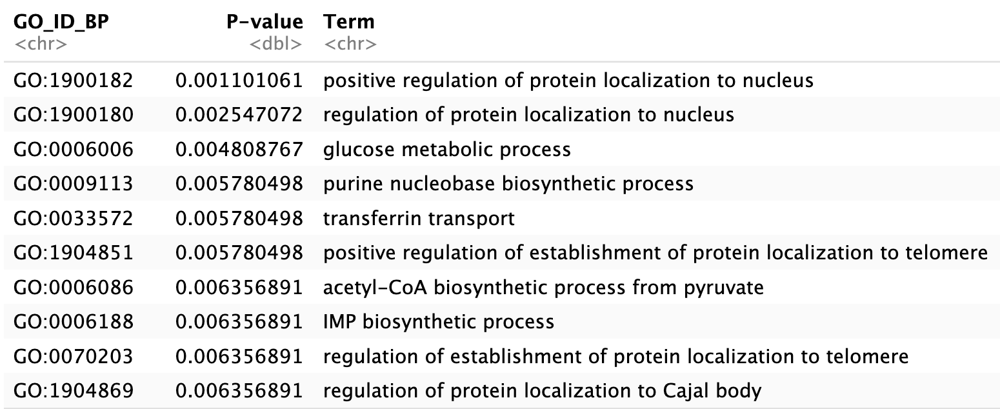 GO_ID_BP P-value Term
<chr> <dbl> <chr>
GO:1900182 0.001101061 positive regulation of protein localization to nucleus
GO:1900180 0.002547072 regulation of protein localization to nucleus
GO:0006006 0.004808767 glucose metabolic process
GO:0009113 0.005780498 purine nucleobase biosynthetic process
GO:0033572 0.005780498 transferrin transport
GO:1904851 0.005780498 positive regulation of establishment of protein localization to telomere
GO:0006086 0.006356891 acetyl-CoA biosynthetic process from pyruvate
GO:0006188 0.006356891 IMP biosynthetic process
GO:0070203 0.006356891 regulation of establishment of protein localization to telomere
GO:1904869 0.006356891 regulation of protein localization to Cajal body